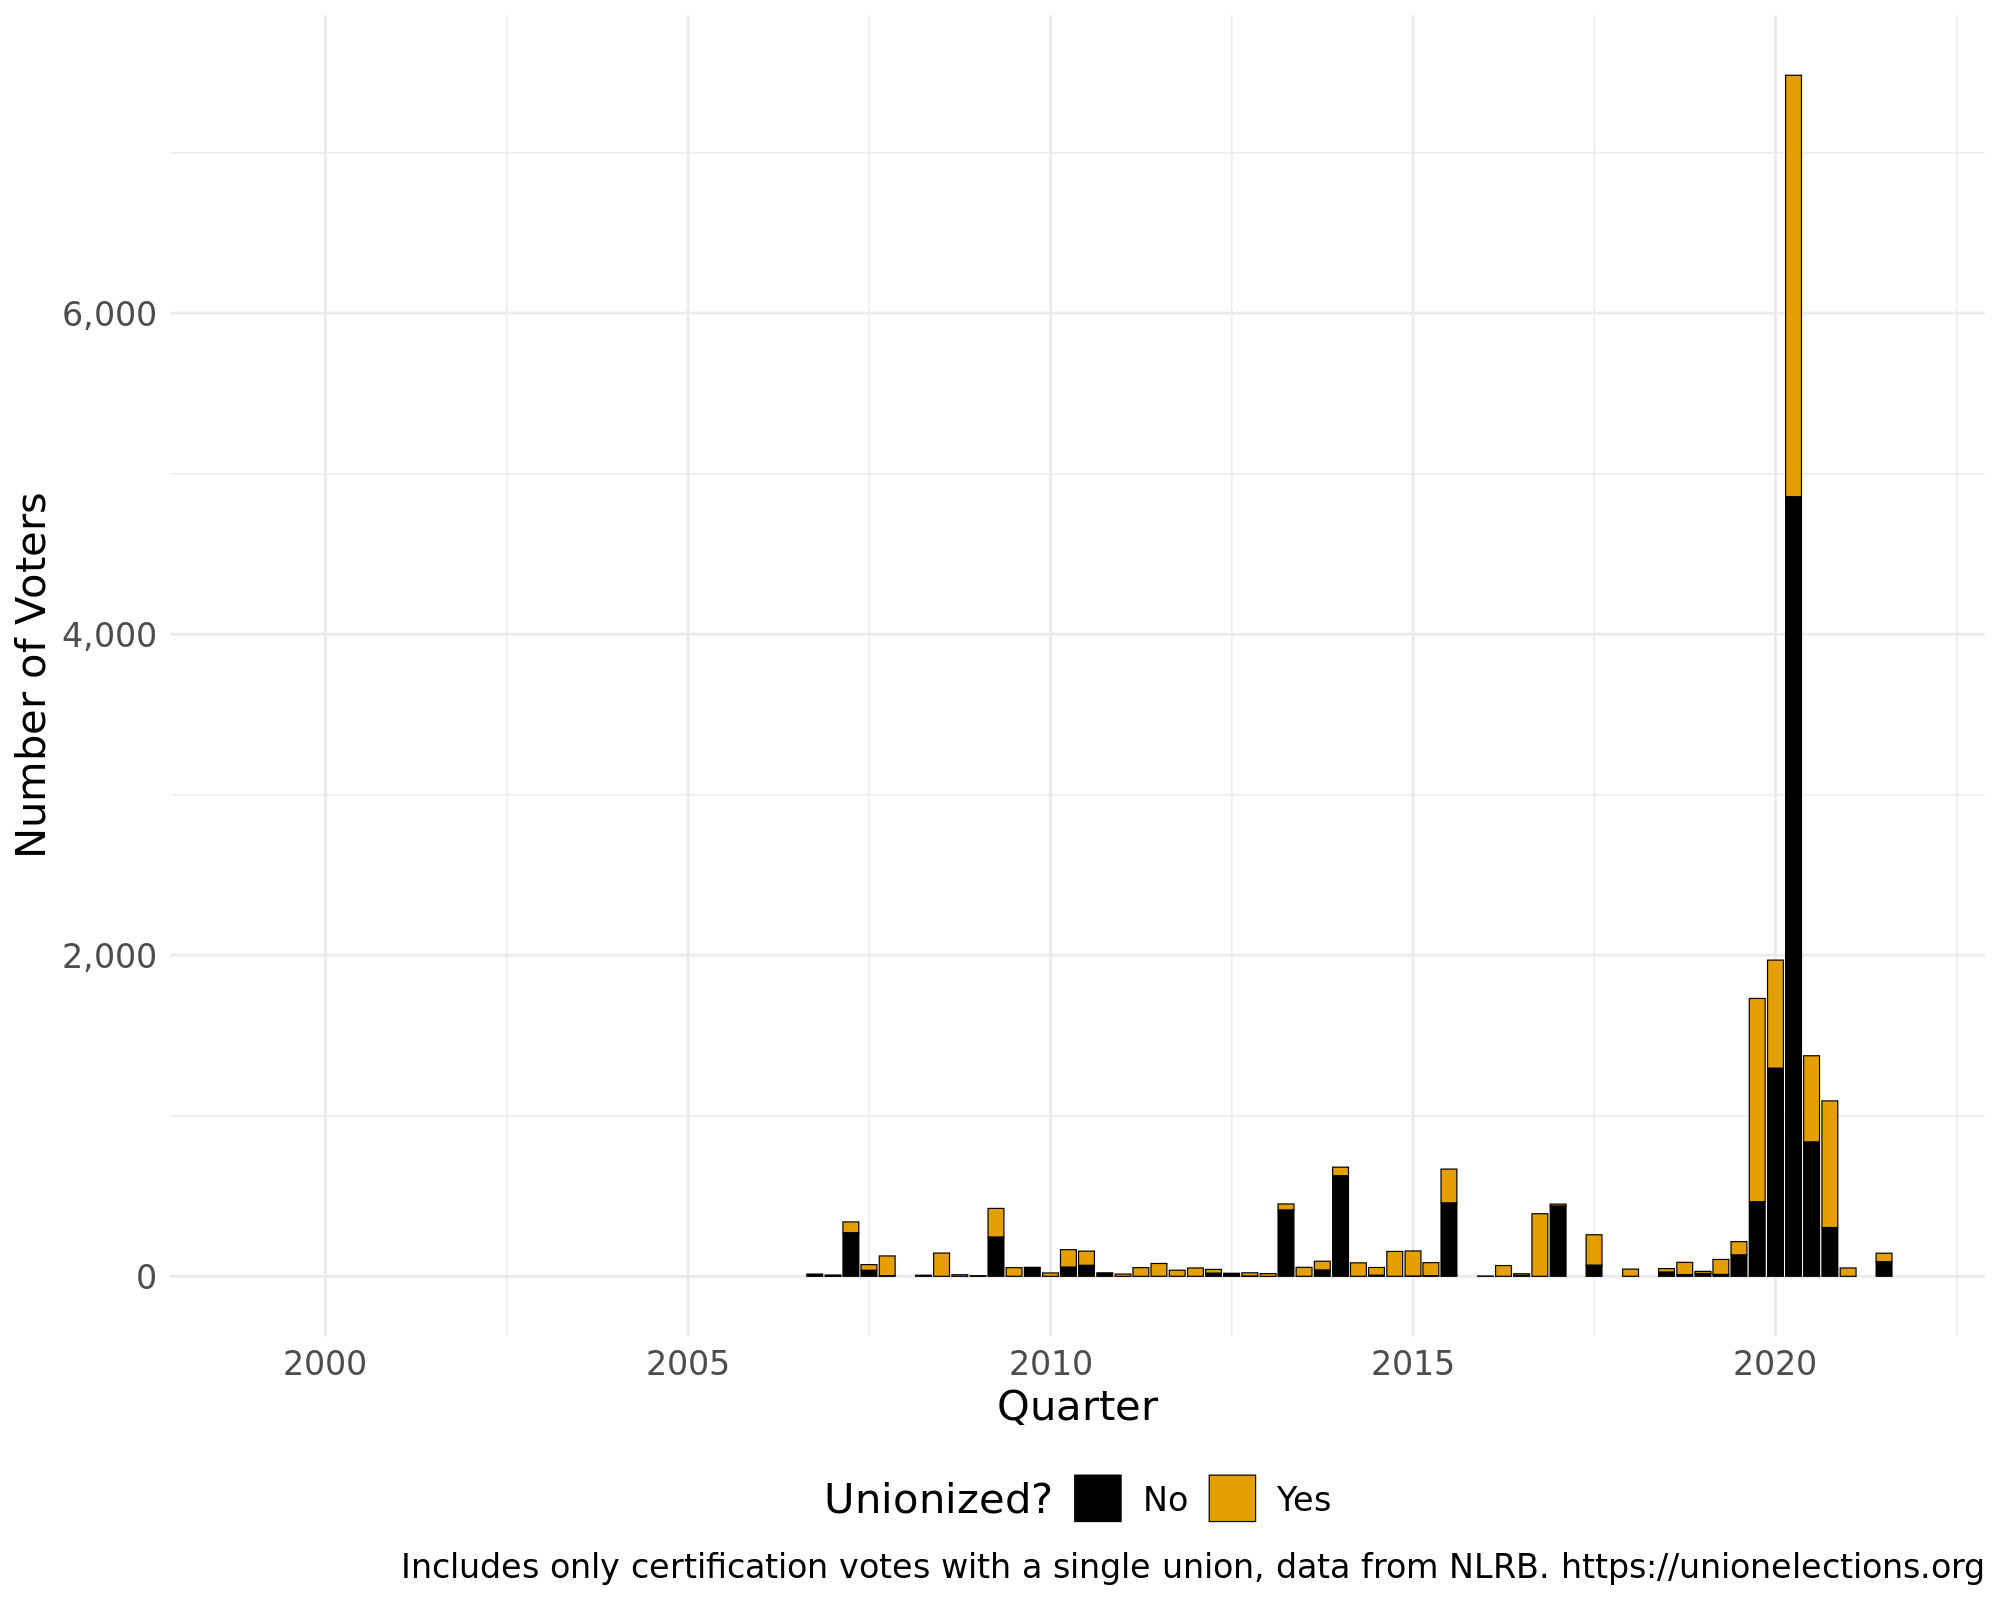 Number of Voters
6,000
4,000
2,000
0
2000 2005 2010 2015 2020
Quarter
Unionized? No Yes
Includes only certification votes with a single union, data from NLRB. https://unionelections.org